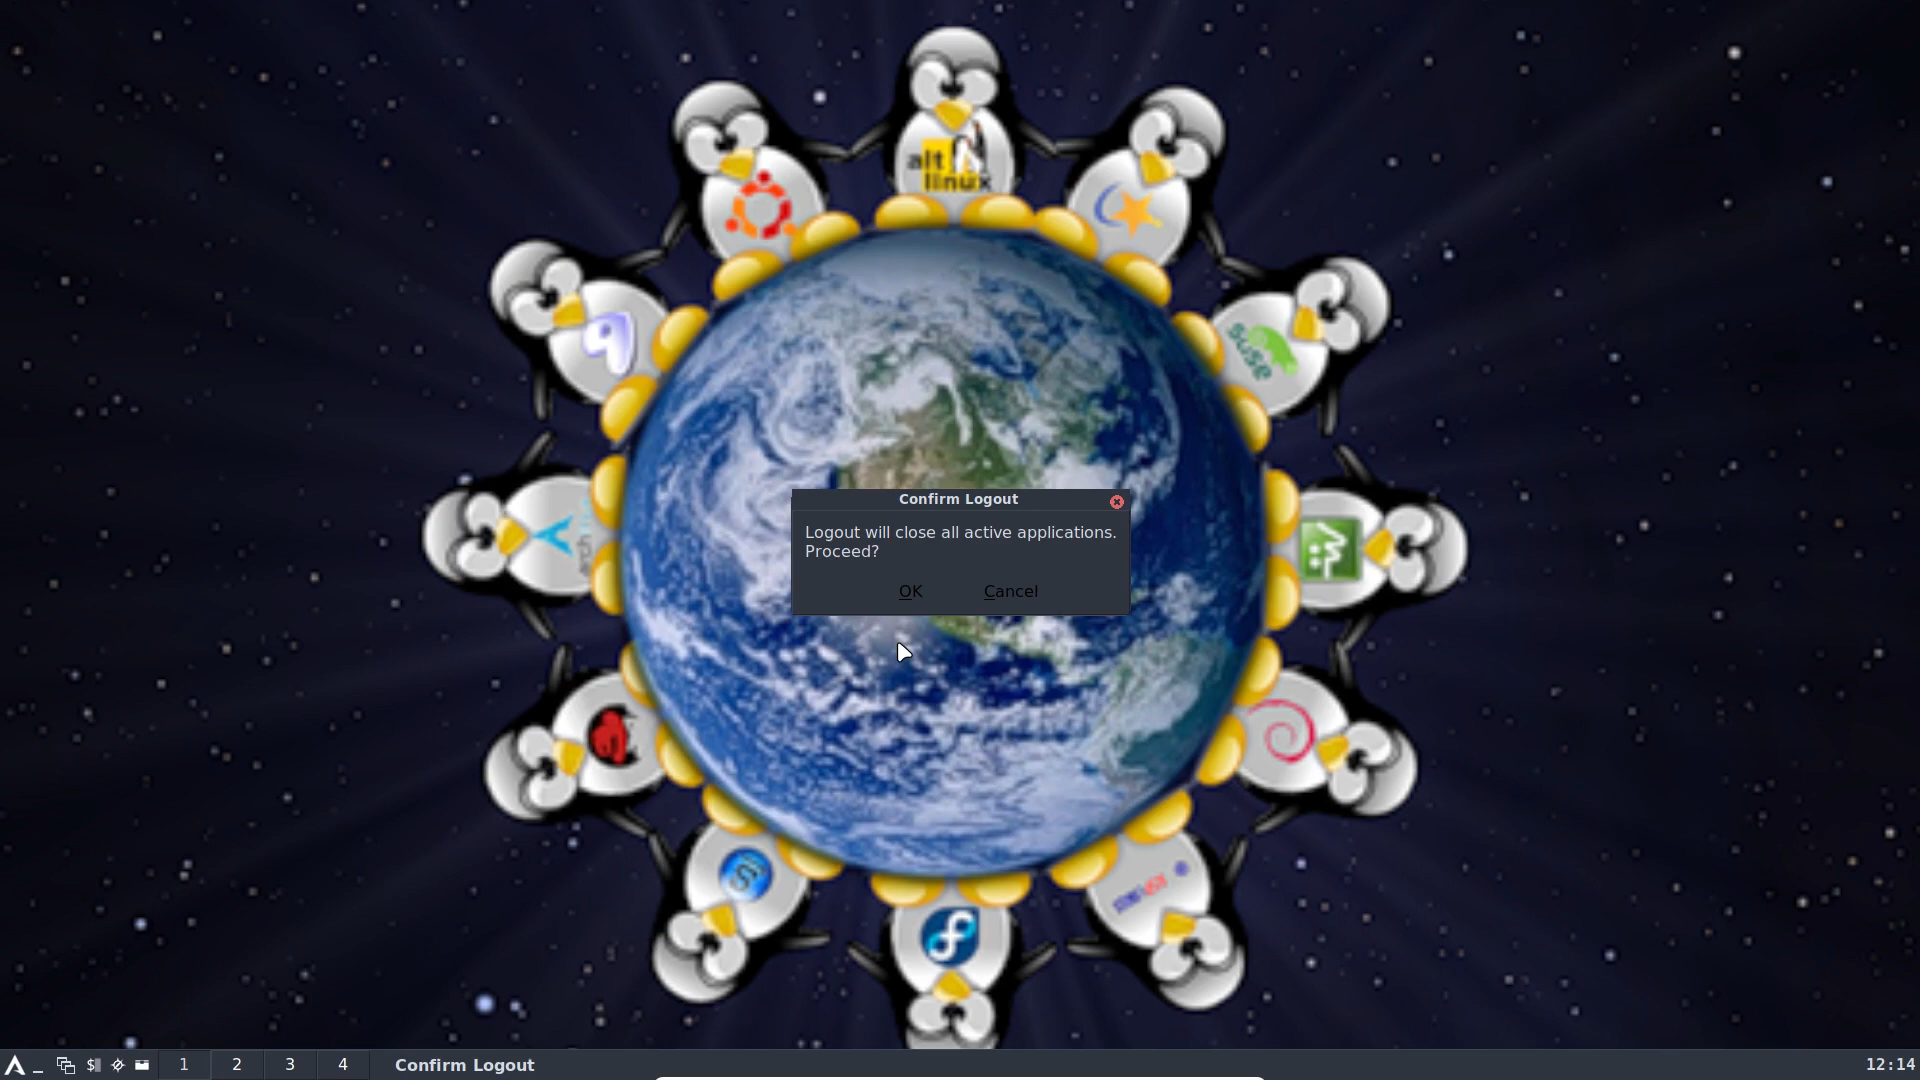 alt
linux
suse
Confirm Logout
Logout will close all active applications.
Proceed?
OK Cancel
1 2 3 4 Confirm Logout 12:14